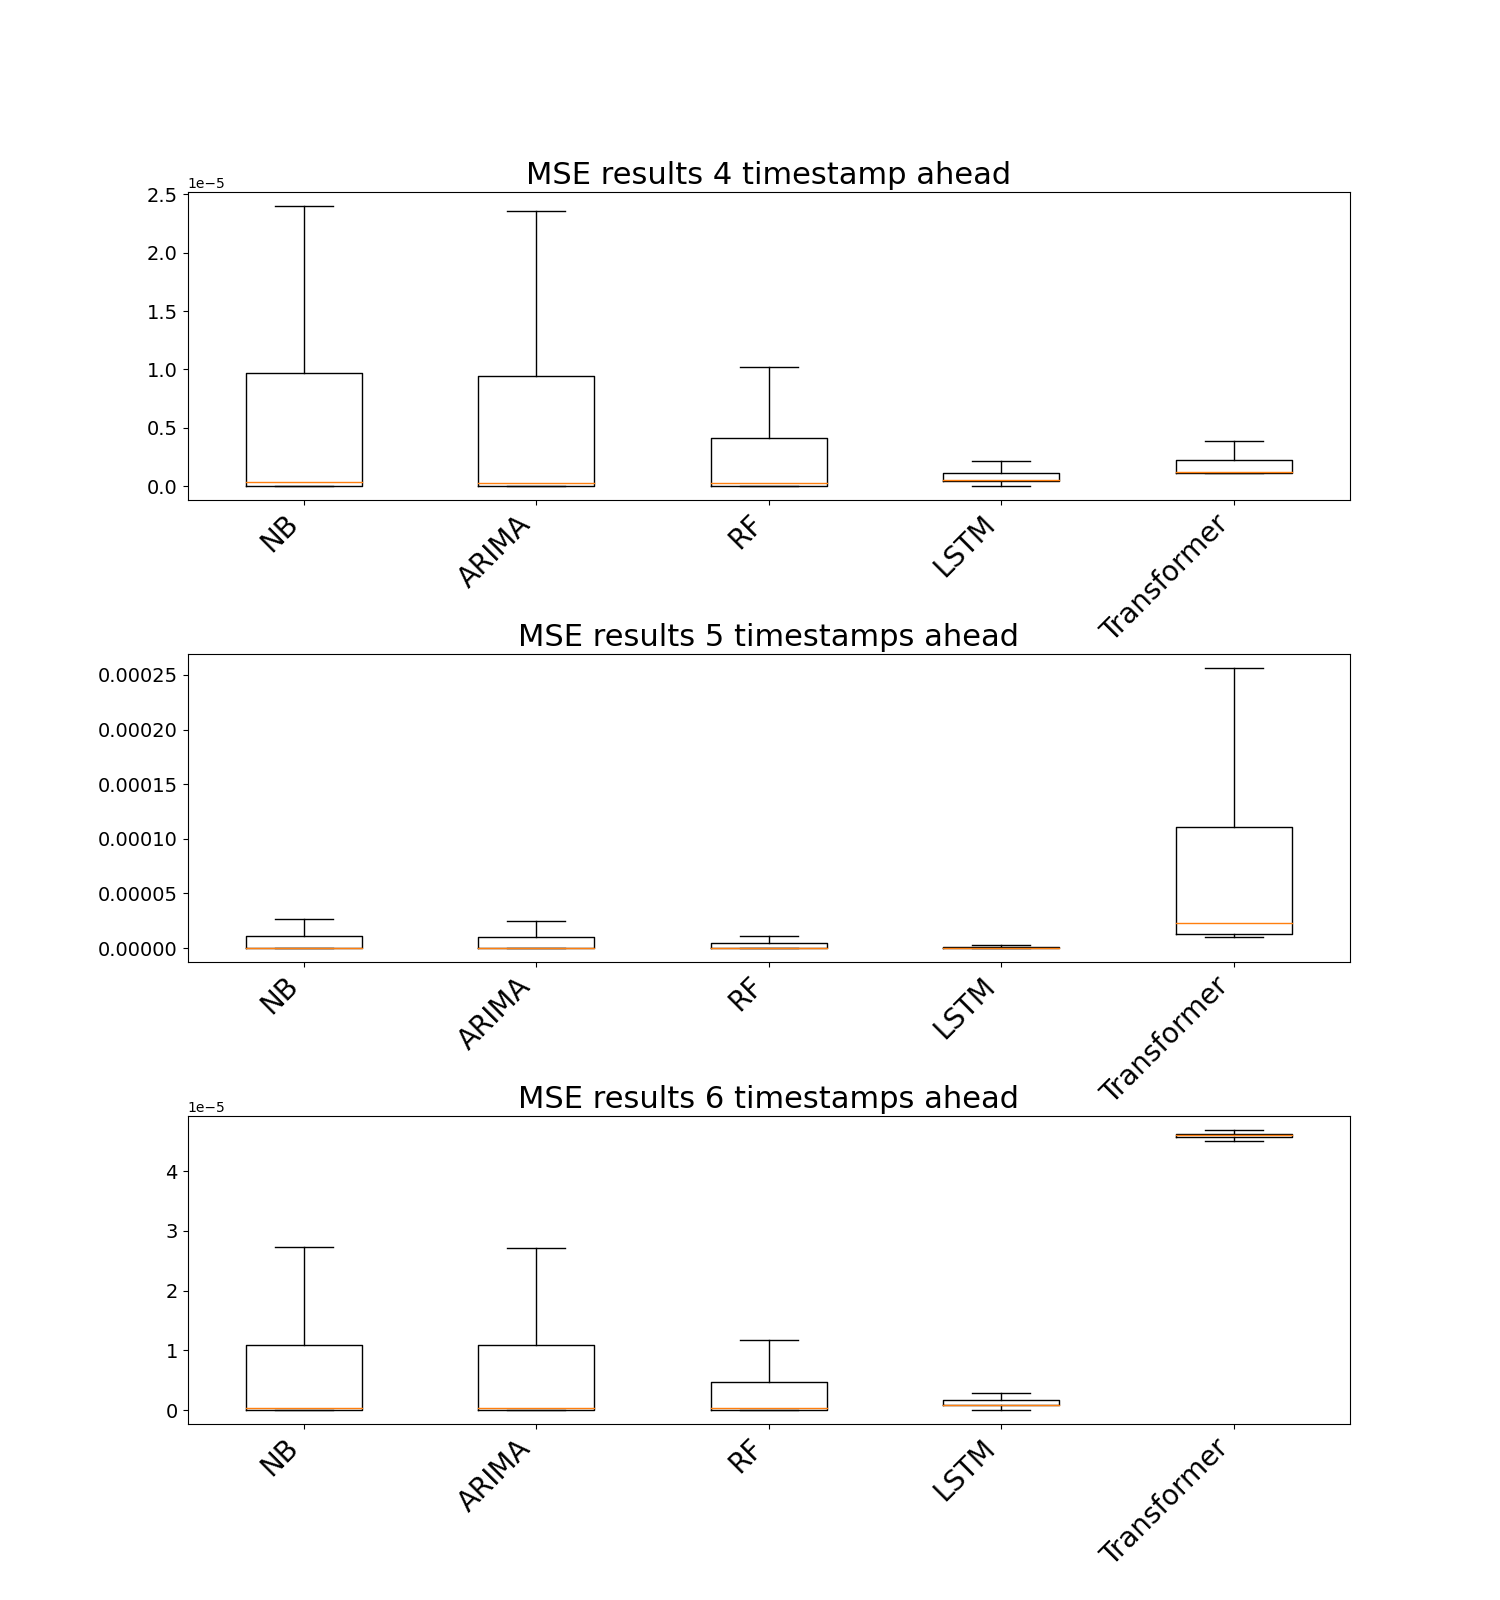 MSE results 4 timestamp ahead
1e−5
2.5
2.0
1.5
1.0
0.5
0.0
NB
ARIMA
RF
LSTM
Transformer
MSE results 5 timestamps ahead
0.00025
0.00020
0.00015
0.00010
0.00005
0.00000
NB
ARIMA
RF
LSTM
Transformer
MSE results 6 timestamps ahead
1e−5
4
3
2
1
0
NB
ARIMA
RF
LSTM
Transformer